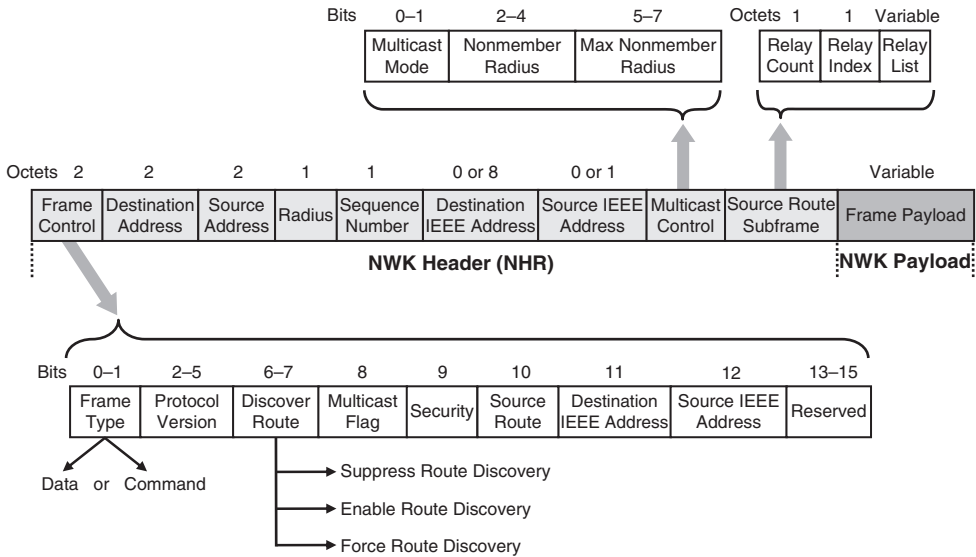 Bits 0–1 2–4 5–7 Octets 1 1 Variable
Multicast Mode Nonmember Radius Max Nonmember Radius Relay Count Relay Index Relay List
Octets 2 2 2 1 1 0 or 8 0 or 1 Variable
Frame Control Destination Address Source Address Radius Sequence Number Destination IEEE Address Source IEEE Address Multicast Control Source Route Subframe Frame Payload
NWK Header (NHR) NWK Payload
Bits 0–1 2–5 6–7 8 9 10 11 12 13–15
Frame Type Protocol Version Discover Route Multicast Flag Security Source Route Destination IEEE Address Source IEEE Address Reserved
Data or Command
Suppress Route Discovery
Enable Route Discovery
Force Route Discovery